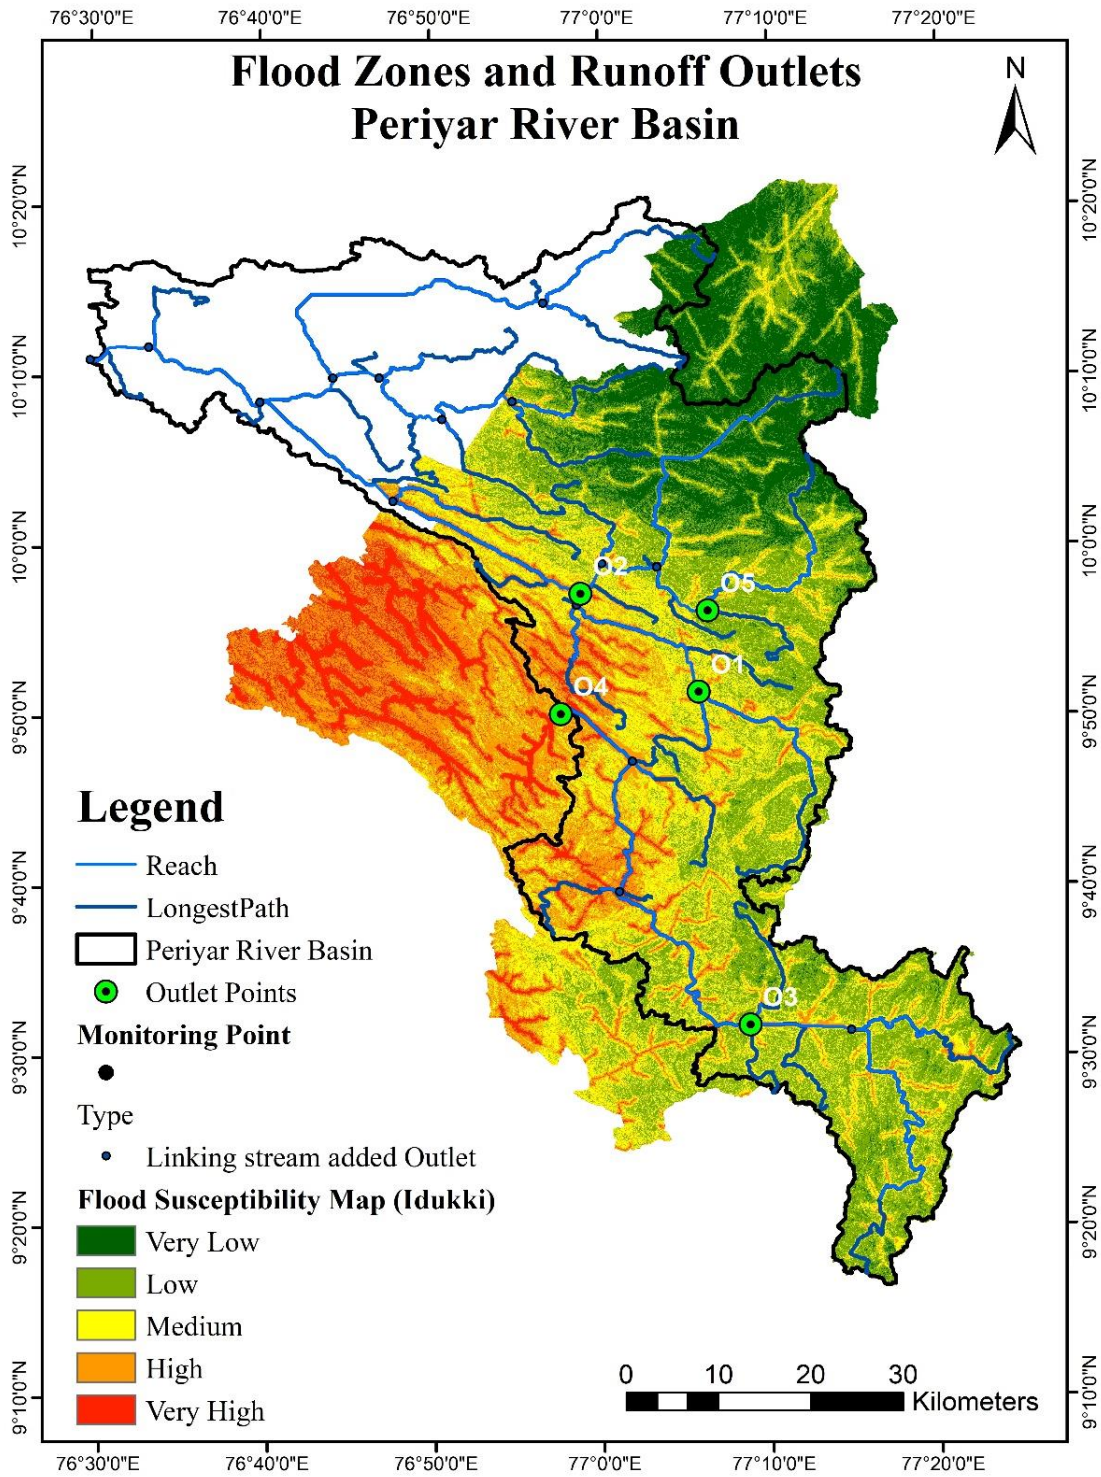 76°30'0"E 76°40'0"E 76°50'0"E 77°0'0"E 77°10'0"E 77°20'0"E
Flood Zones and Runoff Outlets
Periyar River Basin
N
10°20'0"N
10°10'0"N
10°0'0"N
9°50'0"N
9°40'0"N
9°30'0"N
9°20'0"N
9°10'0"N
10°20'0"N
10°10'0"N
10°0'0"N
9°50'0"N
9°40'0"N
9°30'0"N
9°20'0"N
9°10'0"N
O2
O5
O1
O4
O3
Legend
Reach
LongestPath
Periyar River Basin
Outlet Points
Monitoring Point
Type
Linking stream added Outlet
Flood Susceptibility Map (Idukki)
Very Low
Low
Medium
High
Very High
0 10 20 30
Kilometers
76°30'0"E 76°40'0"E 76°50'0"E 77°0'0"E 77°10'0"E 77°20'0"E